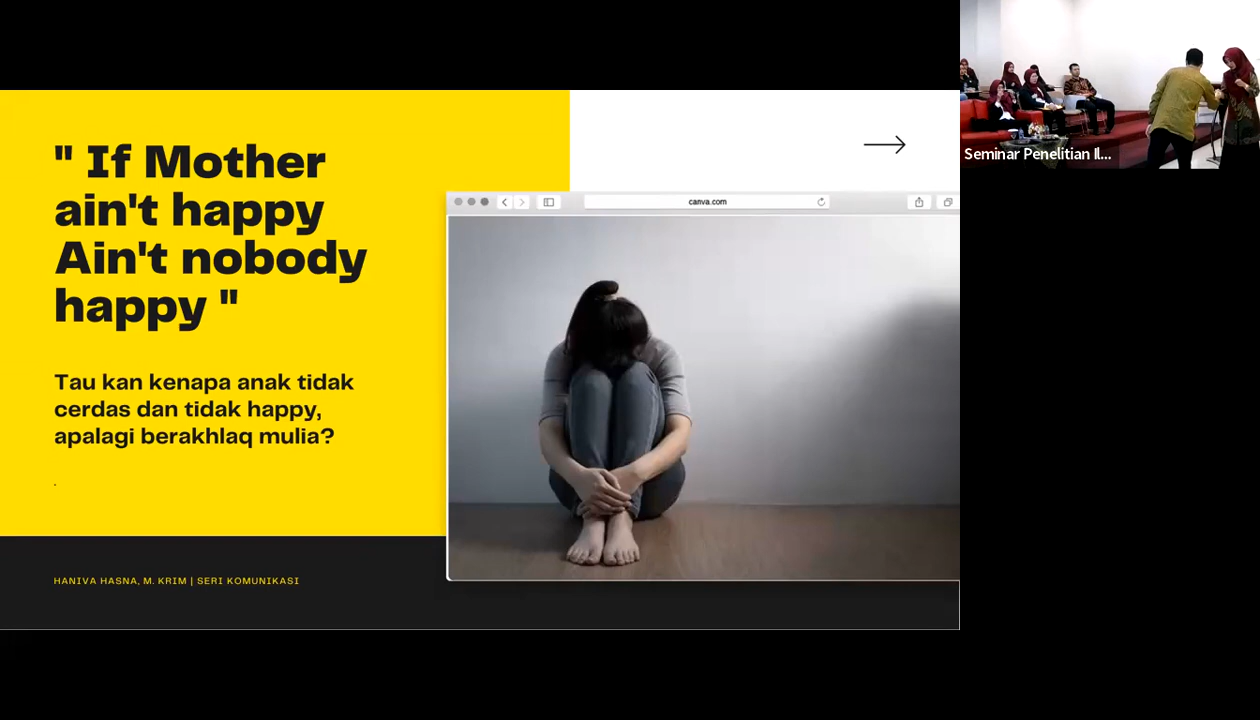 " If Mother
ain't happy
Ain't nobody
happy "
Tau kan kenapa anak tidak
cerdas dan tidak happy,
apalagi berakhlaq mulia?
.
HANIVA HASNA, M. KRIM | SERI KOMUNIKASI
canva.com
Seminar Penelitian Il...